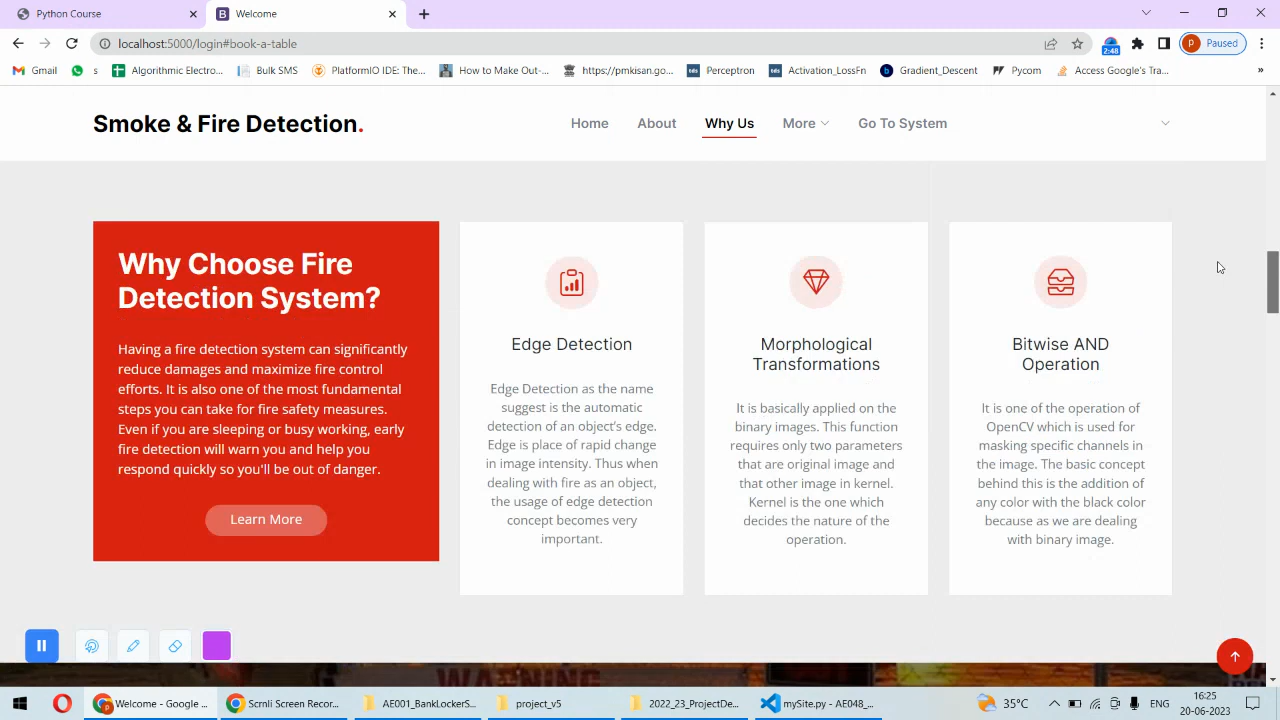 Python Course
Welcome
localhost:5000/login#book-a-table
2:48
P Paused
Gmail
s
Algorithmic Electro...
Bulk SMS
PlatformIO IDE: The...
How to Make Out-...
https://pmkisan.go...
tds Perceptron
tds Activation_LossFn
b Gradient_Descent
Pycom
Access Google's Tra...
»
Smoke & Fire Detection.
Home
About
Why Us
More
Go To System
Why Choose Fire
Detection System?
Having a fire detection system can significantly
reduce damages and maximize fire control
efforts. It is also one of the most fundamental
steps you can take for fire safety measures.
Even if you are sleeping or busy working, early
fire detection will warn you and help you
respond quickly so you'll be out of danger.
Learn More
Edge Detection
Edge Detection as the name
suggest is the automatic
detection of an object's edge.
Edge is place of rapid change
in image intensity. Thus when
dealing with fire as an object,
the usage of edge detection
concept becomes very
important.
Morphological
Transformations
It is basically applied on the
binary images. This function
requires only two parameters
that are original image and
that other image in kernel.
Kernel is the one which
decides the nature of the
operation.
Bitwise AND
Operation
It is one of the operation of
OpenCV which is used for
masking specific channels in
the image. The basic concept
behind this is the addition of
any color with the black color
because as we are dealing
with binary image.
WARNING
Welcome - Google ...
Scrnli Screen Recor...
AE001_BankLockerS...
project_v5
2022_23_ProjectDe...
mySite.py - AE048_...
35°C
ENG
16:25
20-06-2023